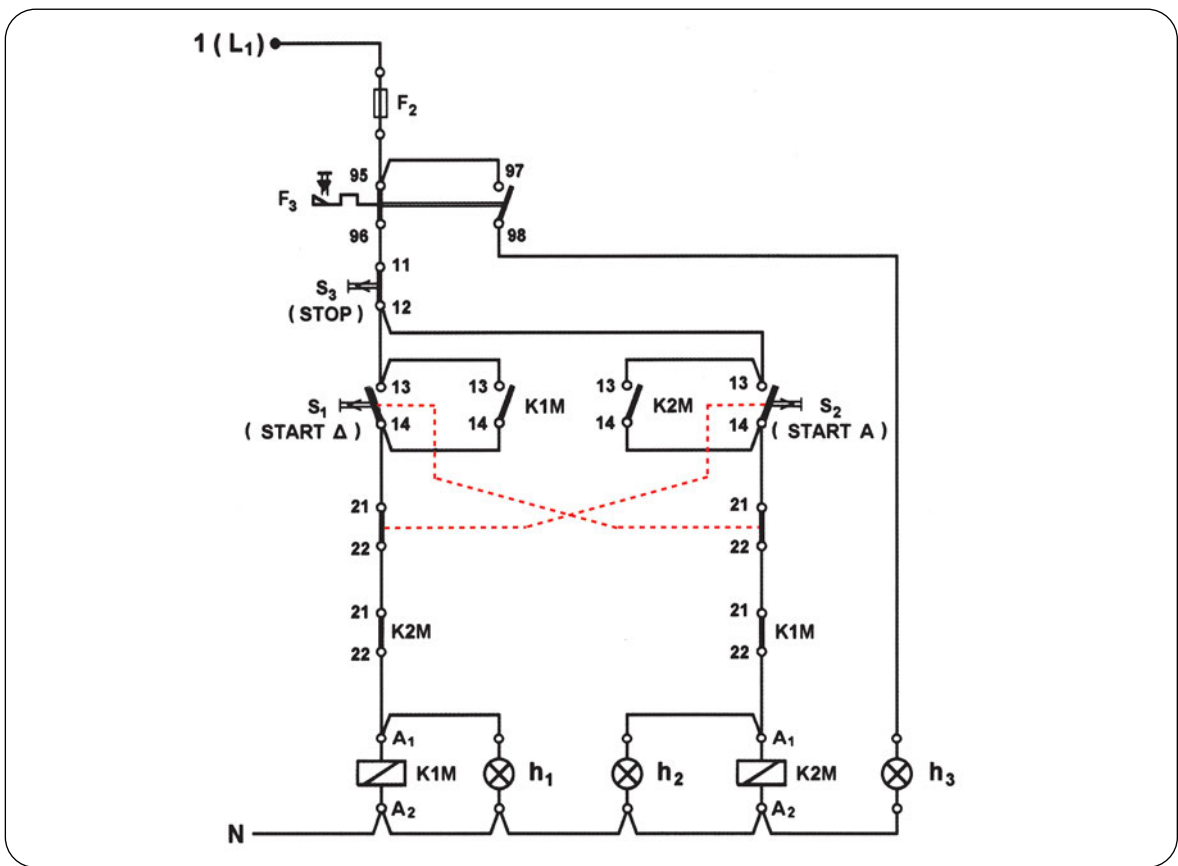 1 ( L₁ )
F₂
95 97
F₃
96 98
11
S₃
( STOP ) 12
13 13 13 13
S₁ K1M K2M S₂
14 14 14 14
( START Δ ) ( START A )
21 21
22 22
21 21
K2M K1M
22 22
A₁ A₁
K1M h₁ h₂ K2M h₃
A₂ A₂
N